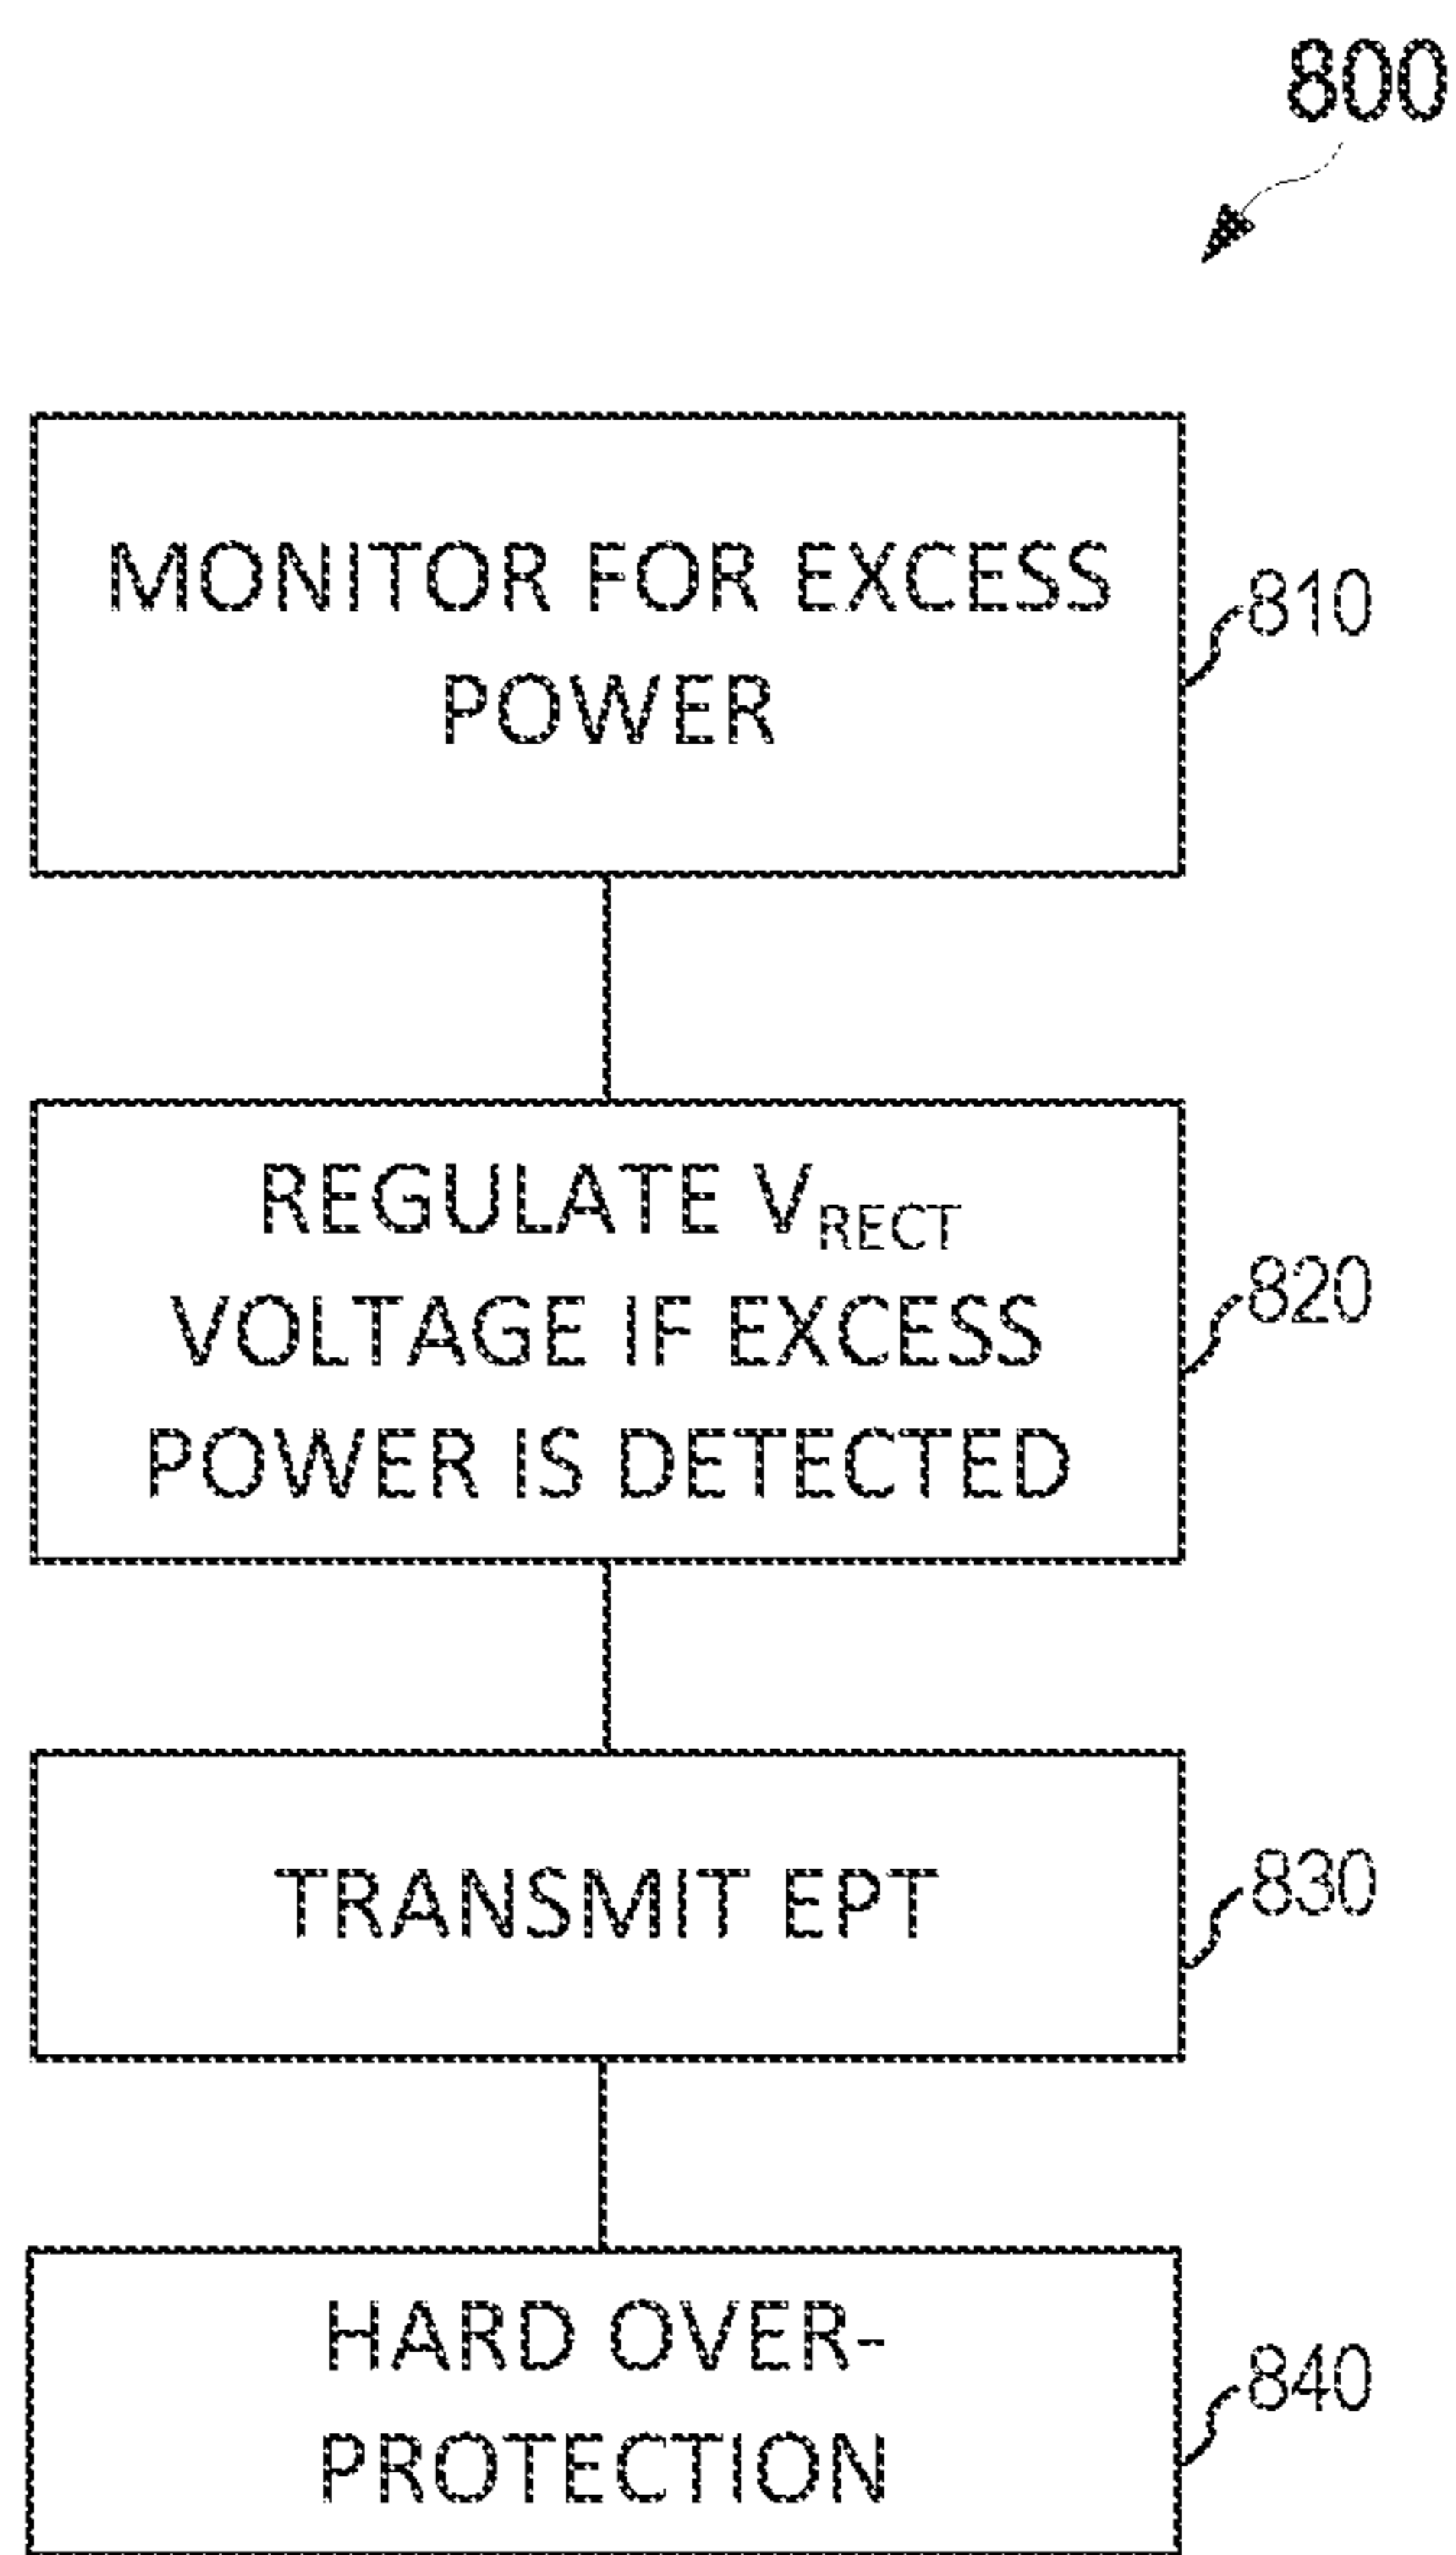 800
MONITOR FOR EXCESS
POWER
810
REGULATE VRECT
VOLTAGE IF EXCESS
POWER IS DETECTED
820
TRANSMIT EPT
830
HARD OVER-
PROTECTION
840